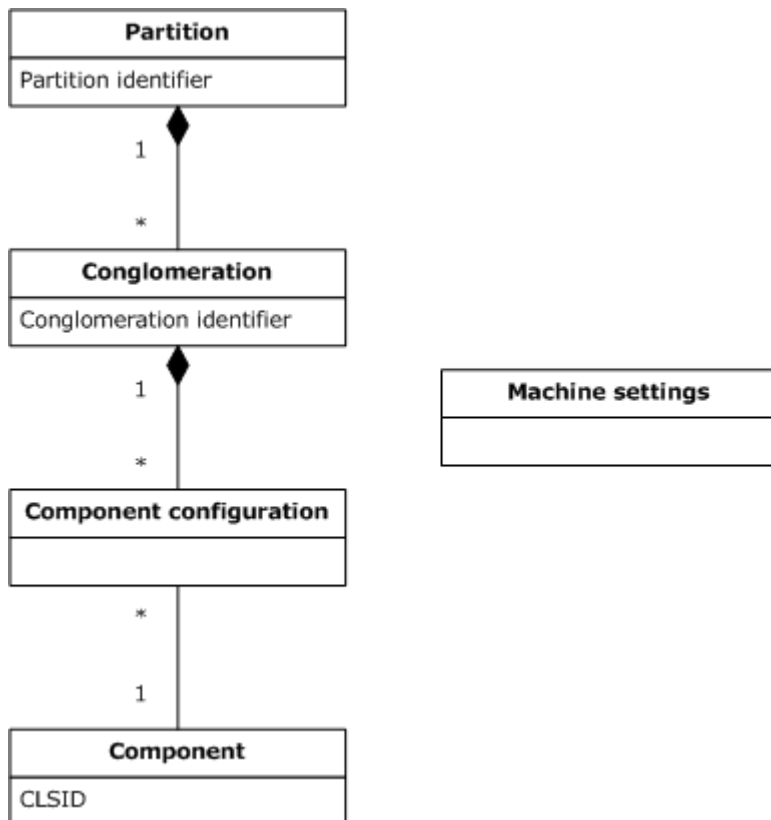 Partition
Partition identifier
1
*
Conglomeration
Conglomeration identifier
1
*
Machine settings
Component configuration
*
1
Component
CLSID